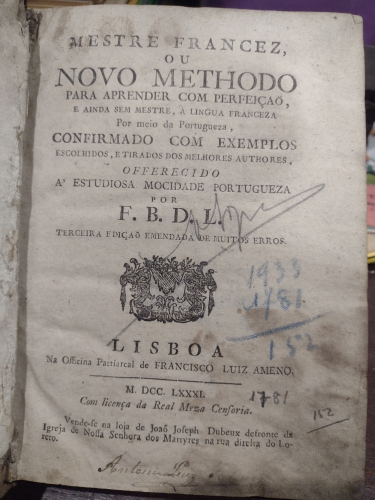 MESTRE FRANCEZ,
OU
NOVO METHODO
PARA APRENDER COM PERFEIÇAÕ,
E AINDA SEM MESTRE, A LINGUA FRANCEZA
Por meio da Portugueza,
CONFIRMADO COM EXEMPLOS
ESCOLHIDOS, E TIRADOS DOS MELHORES AUTHORES,
OFFERECIDO
A' ESTUDIOSA MOCIDADE PORTUGUEZA
POR
F. B. D. L.
TERCEIRA EDIÇAÕ EMENDADA DE MUITOS ERROS.
1933
1781
152
LISBOA
Na Officina Patriarcal de FRANCISCO LUIZ AMENO.
M. DCC. LXXXI.
1781
Com licença da Real Meza Censoria.
152
Vende-se na loja de Joaõ Joseph Dubeux defronte da
Igreja de Nossa Senhora dos Martyres na rua direita do Lo-
reto.